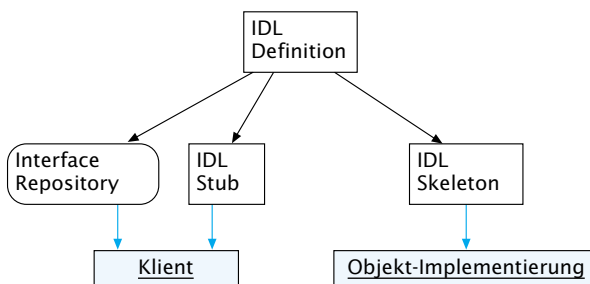 IDL
Definition
Interface
Repository
IDL
Stub
IDL
Skeleton
Klient
Objekt-Implementierung